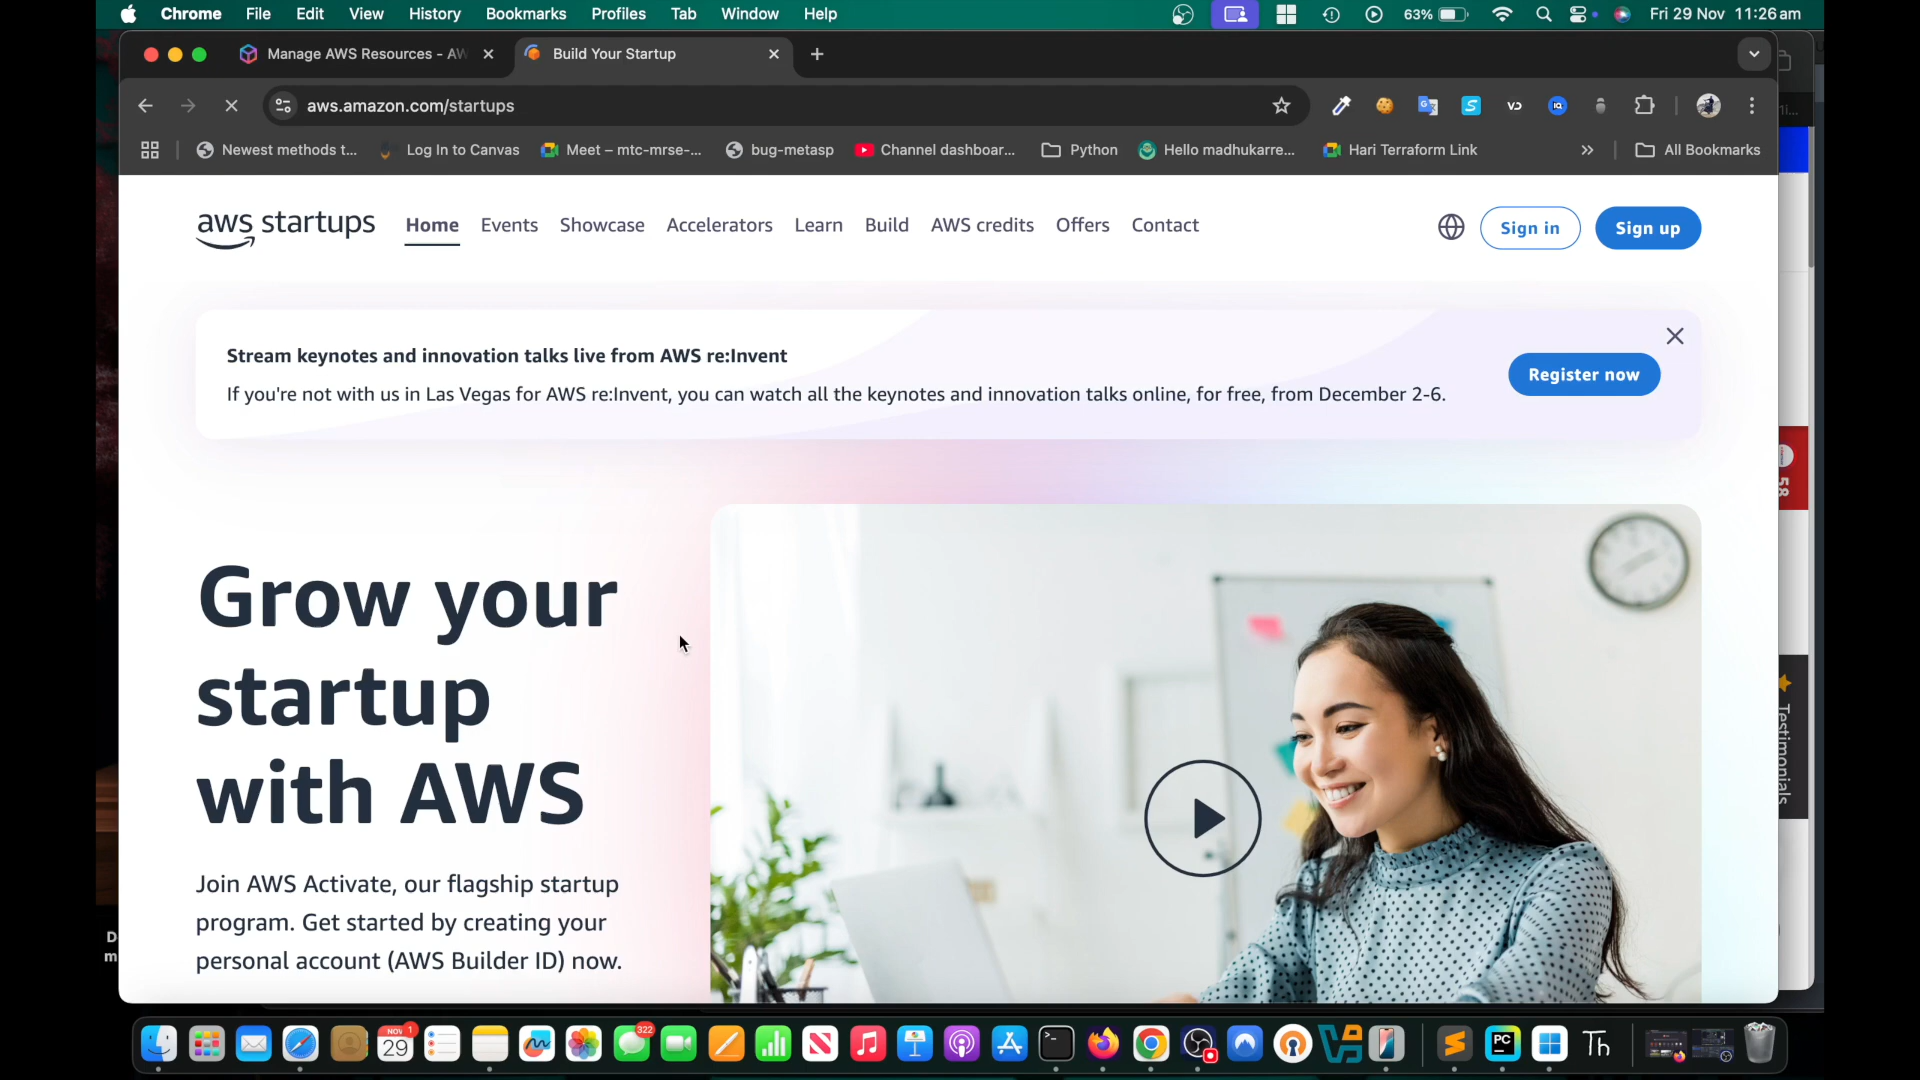 Chrome File Edit View History Bookmarks Profiles Tab Window Help 63% Fri 29 Nov 11:26am
Manage AWS Resources - AW Build Your Startup
aws.amazon.com/startups
Newest methods t... Log In to Canvas Meet – mtc-mrse-... bug-metasp Channel dashboar... Python Hello madhukarre... Hari Terraform Link All Bookmarks
aws startups Home Events Showcase Accelerators Learn Build AWS credits Offers Contact Sign in Sign up
Stream keynotes and innovation talks live from AWS re:Invent
If you're not with us in Las Vegas for AWS re:Invent, you can watch all the keynotes and innovation talks online, for free, from December 2-6.
Register now
Grow your
startup
with AWS
Join AWS Activate, our flagship startup
program. Get started by creating your
personal account (AWS Builder ID) now.
58
Testimonials
D
m
NOV 1
29
322
PC
Th